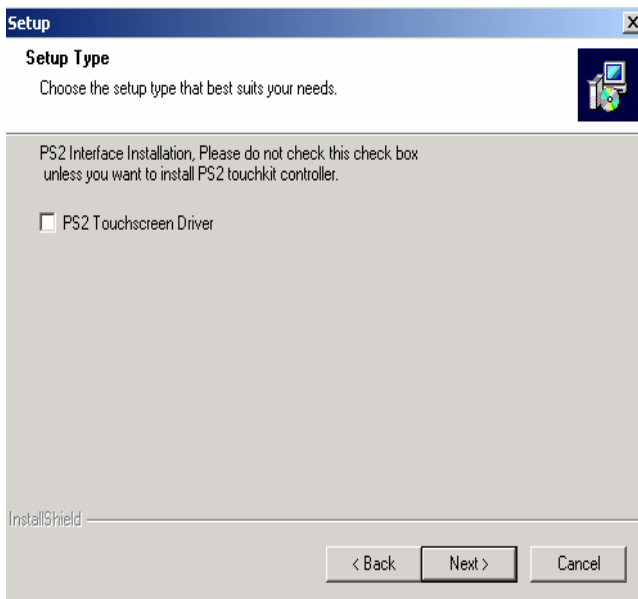 Setup
Setup Type
Choose the setup type that best suits your needs.
PS2 Interface Installation, Please do not check this check box
unless you want to install PS2 touchkit controller.
PS2 Touchscreen Driver
InstallShield
< Back
Next >
Cancel